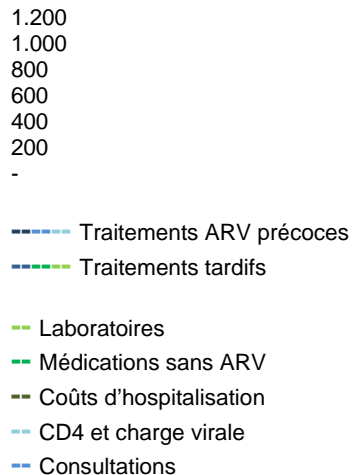 1.200
1.000
800
600
400
200
-
Traitements ARV précoces
Traitements tardifs
Laboratoires
Médications sans ARV
Coûts d'hospitalisation
CD4 et charge virale
Consultations